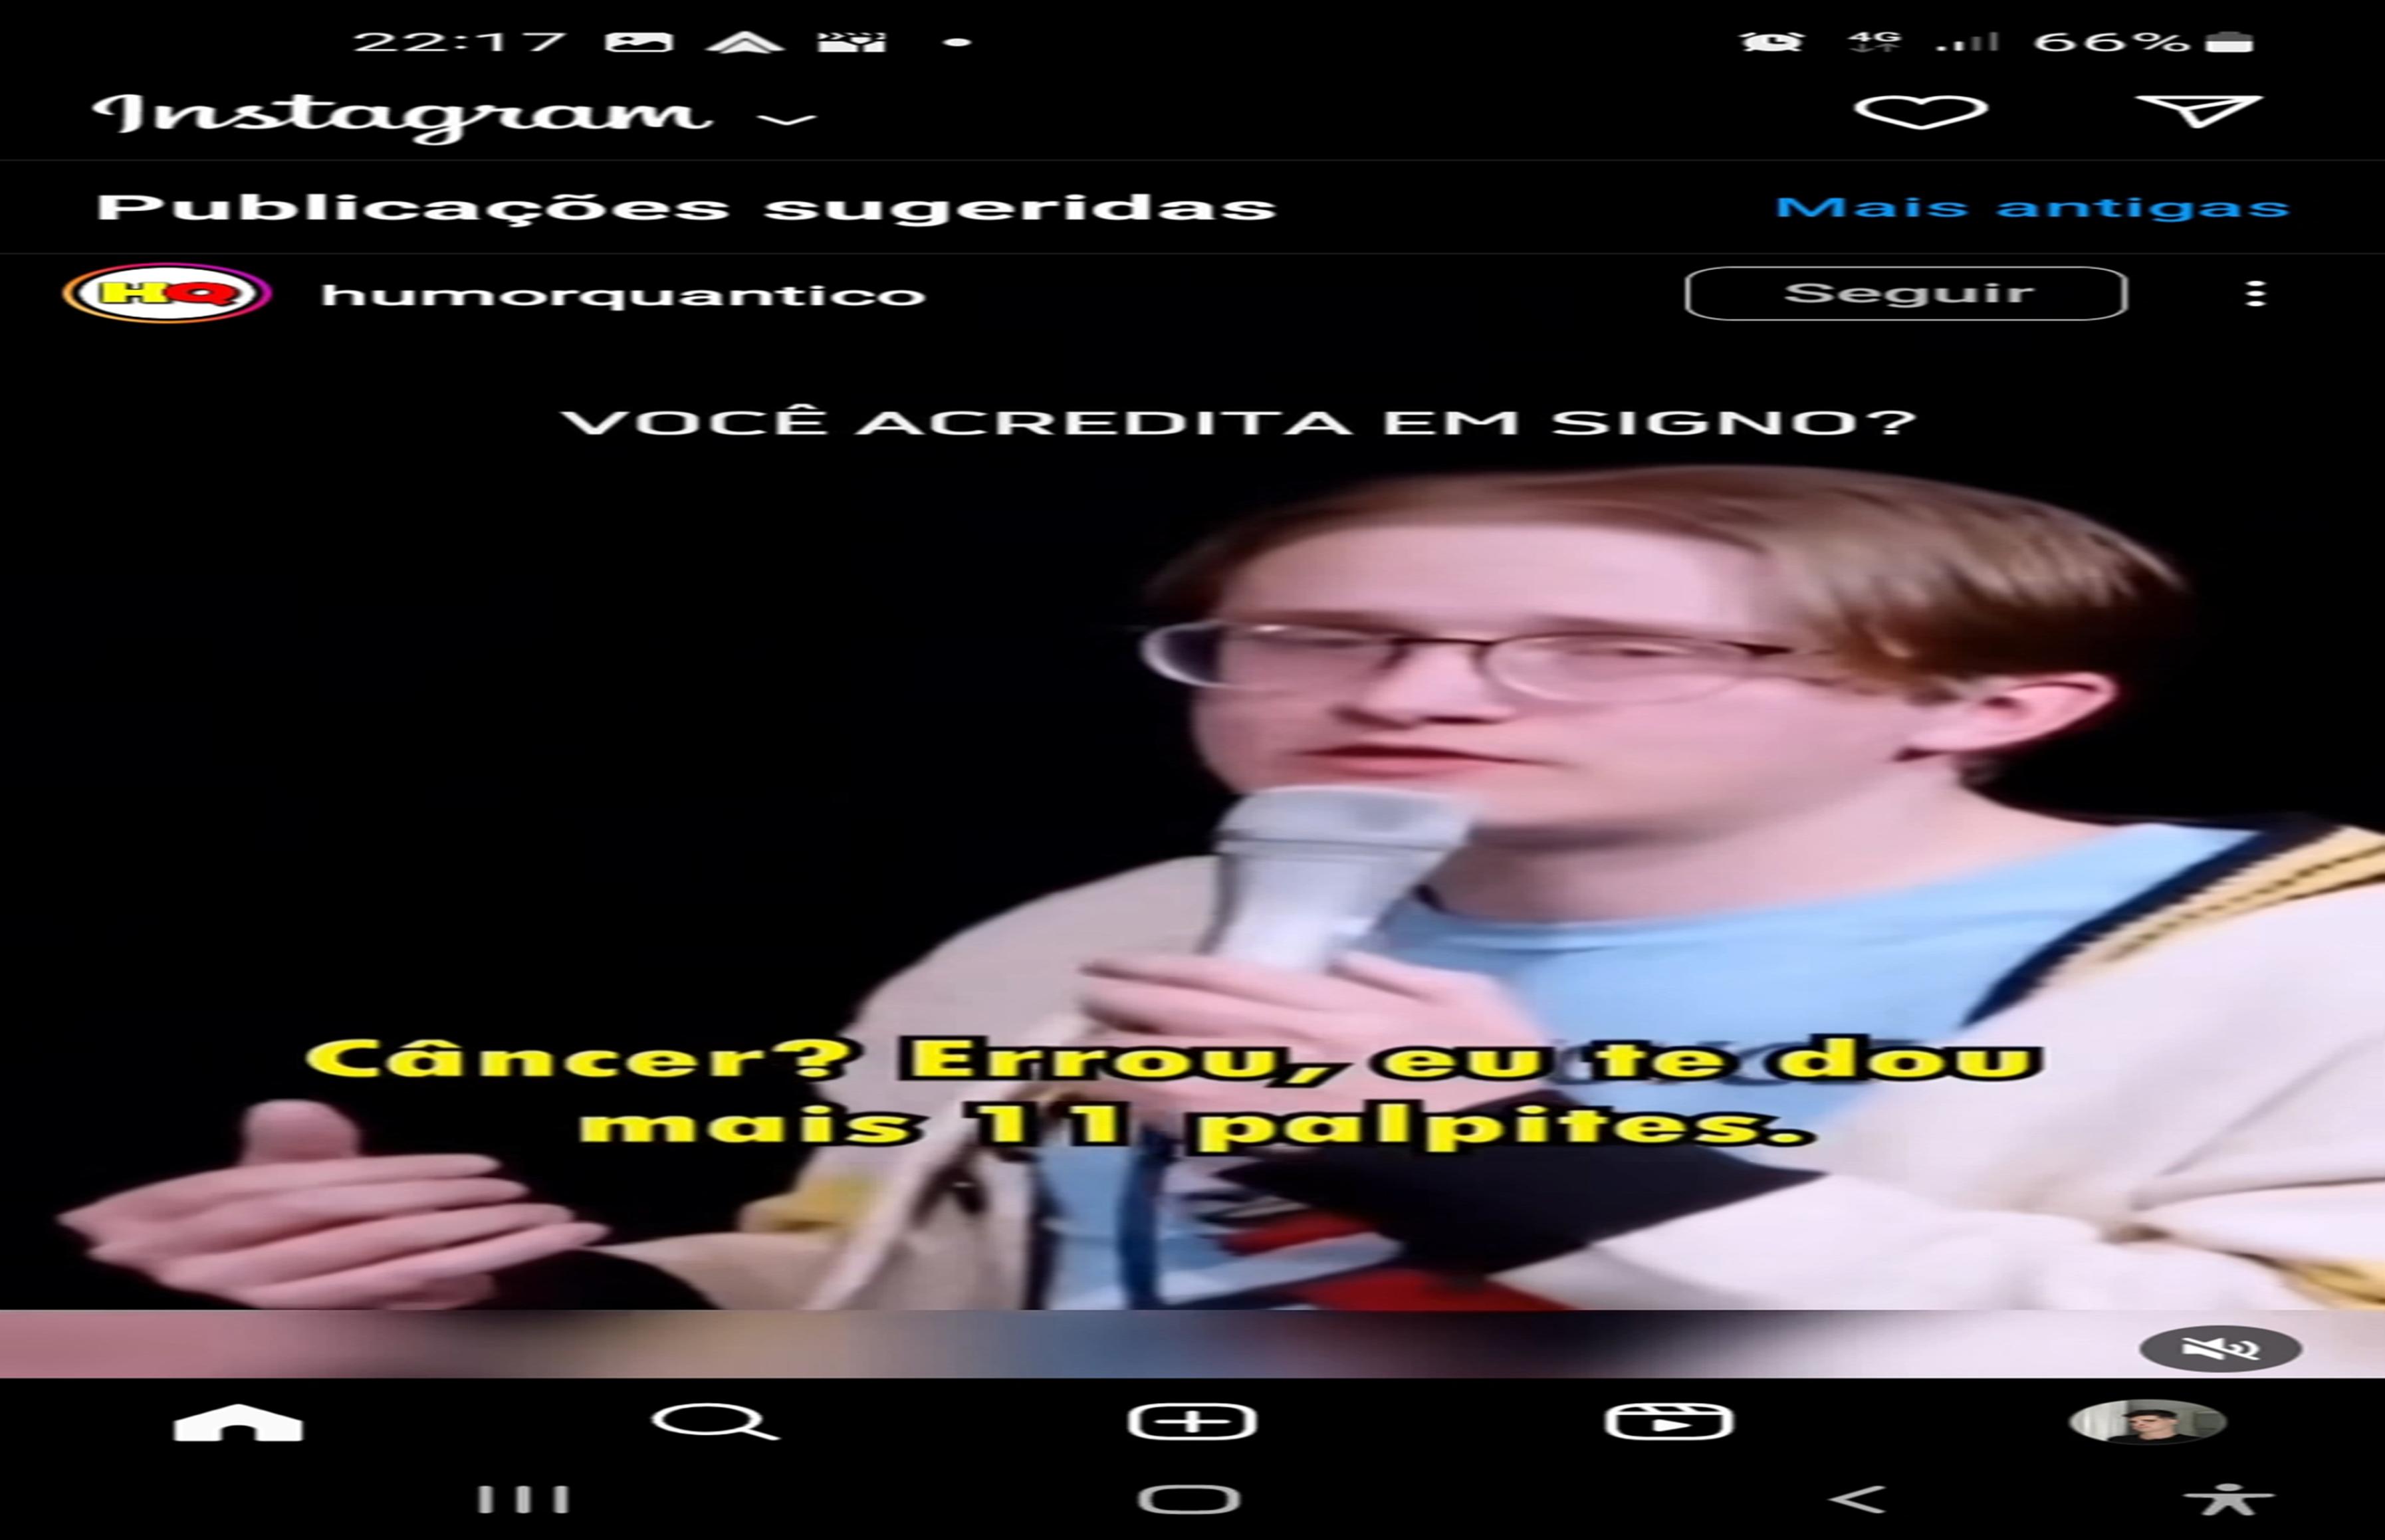 22:17 4G 66%
Instagram
Publicações sugeridas Mais antigas
HQ humorquantico Seguir
VOCÊ ACREDITA EM SIGNO?
Câncer? Errou, eu te dou
mais 11 palpites.